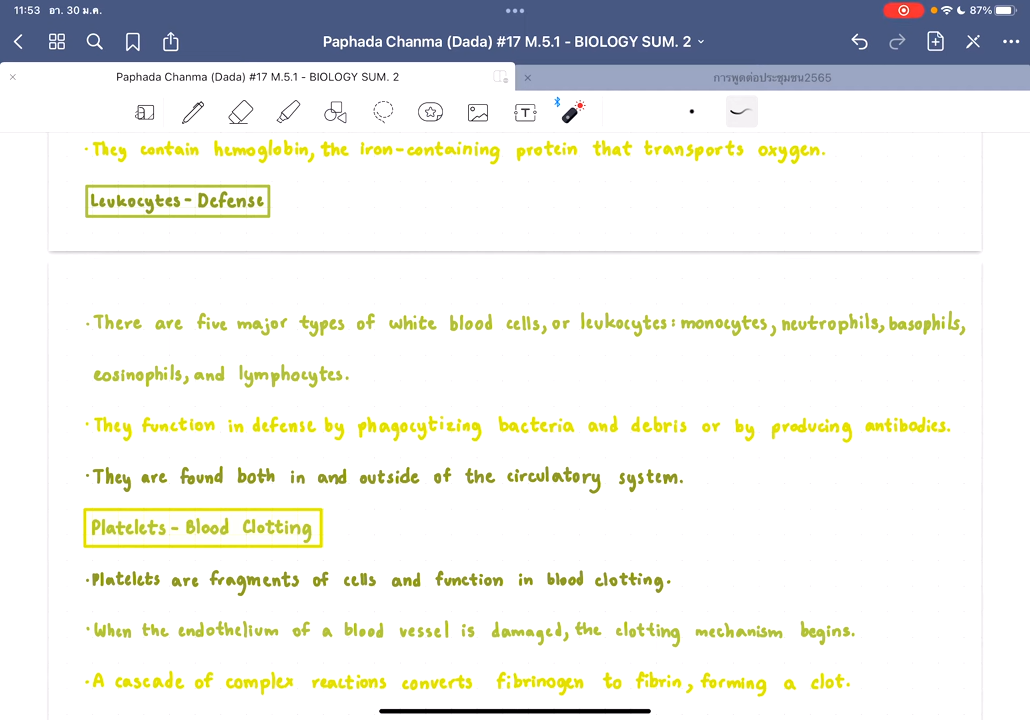 11:53 อา. 30 ม.ค.
87%
Paphada Chanma (Dada) #17 M.5.1 - BIOLOGY SUM. 2
Paphada Chanma (Dada) #17 M.5.1 - BIOLOGY SUM. 2
การพูดต่อประชุมชน2565
T
• They contain hemoglobin, the iron-containing protein that transports oxygen.
Leukocytes - Defense
• There are five major types of white blood cells, or leukocytes: monocytes, neutrophils, basophils,
eosinophils, and lymphocytes.
• They function in defense by phagocytizing bacteria and debris or by producing antibodies.
• They are found both in and outside of the circulatory system.
Platelets - Blood Clotting
• Platelets are fragments of cells and function in blood clotting.
• When the endothelium of a blood vessel is damaged, the clotting mechanism begins.
• A cascade of complex reactions converts fibrinogen to fibrin, forming a clot.